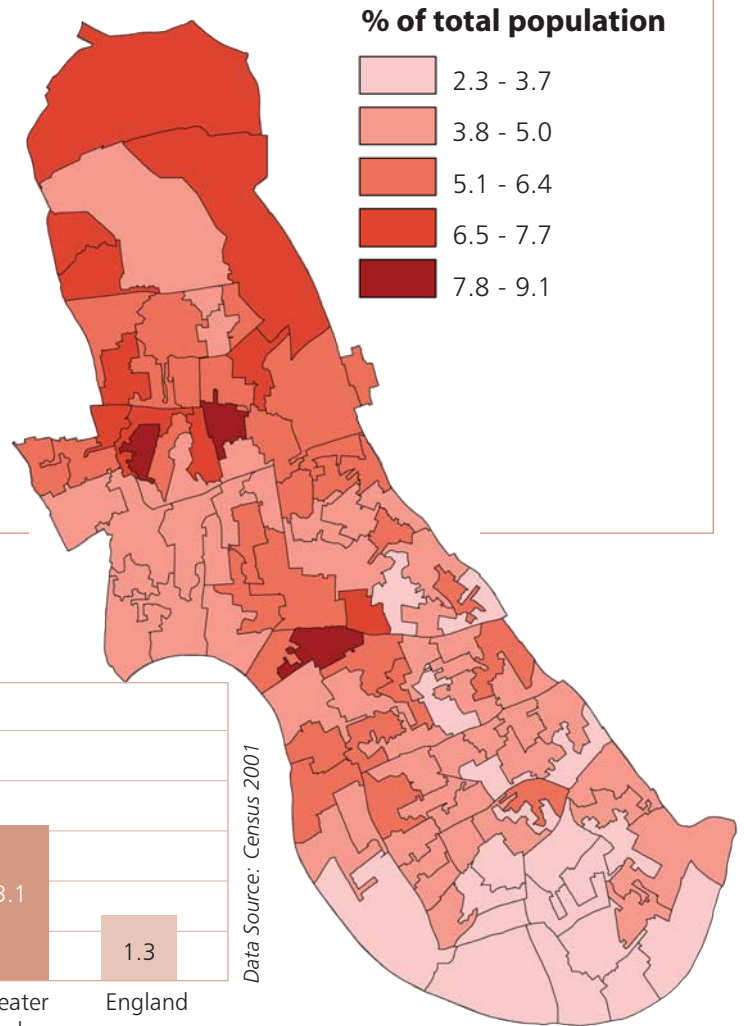 % of total population
2.3 - 3.7
3.8 - 5.0
5.1 - 6.4
6.5 - 7.7
7.8 - 9.1
Data Source: Census 2001
1.3
England